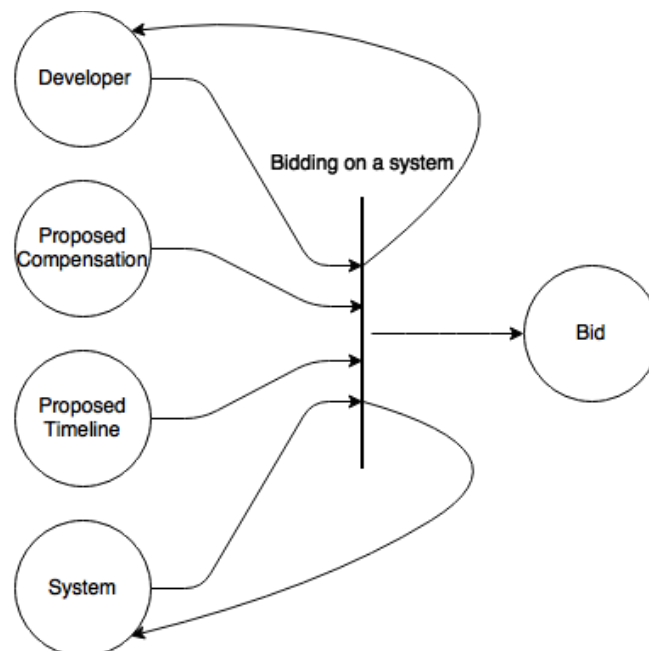 Developer
Bidding on a system
Proposed
Compensation
Bid
Proposed
Timeline
System